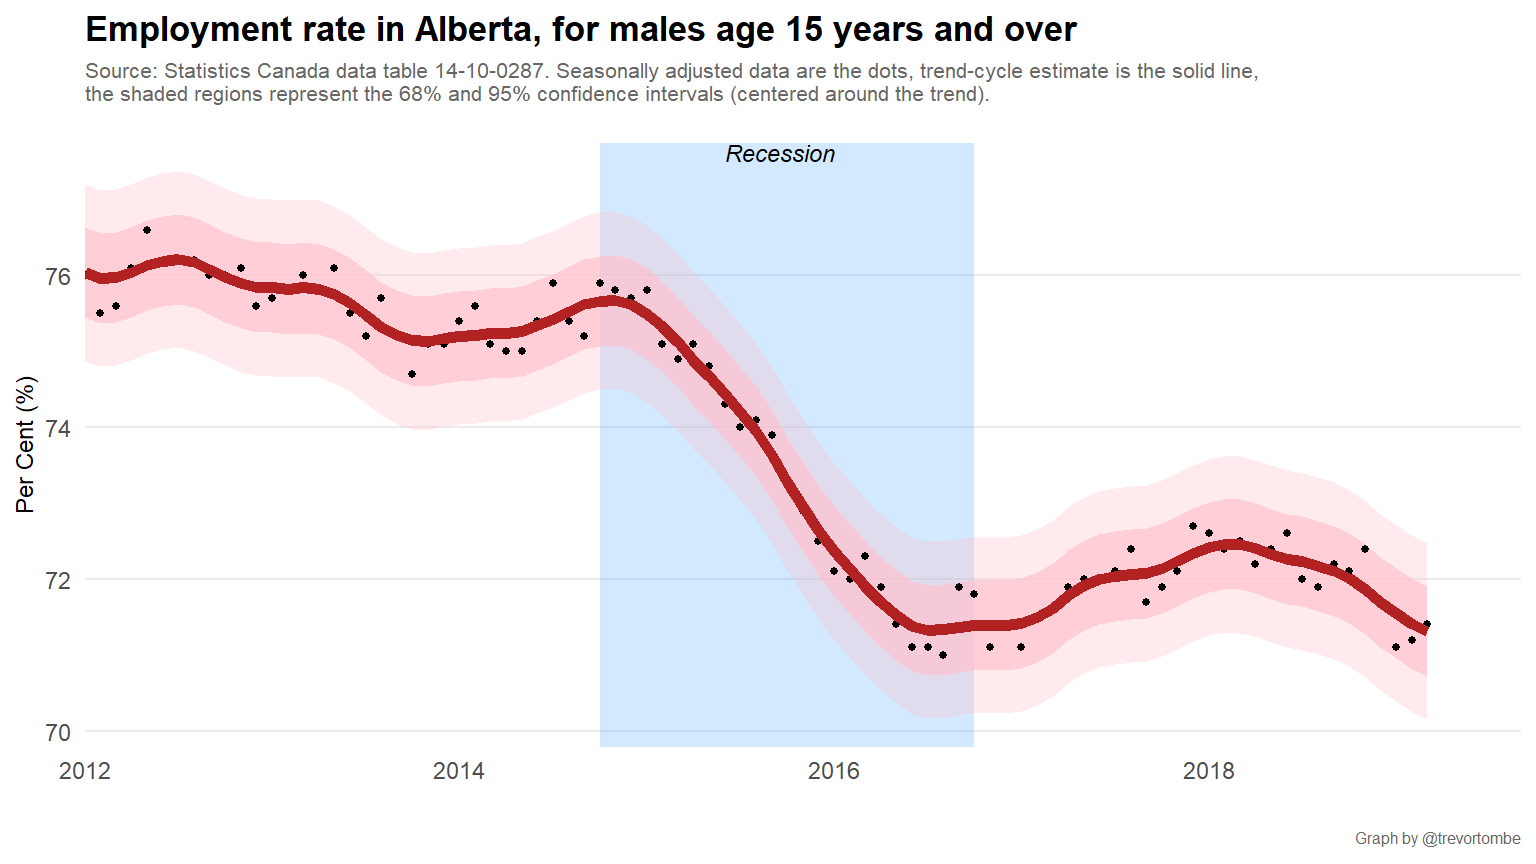 Employment rate in Alberta, for males age 15 years and over
Source: Statistics Canada data table 14-10-0287. Seasonally adjusted data are the dots, trend-cycle estimate is the solid line,
the shaded regions represent the 68% and 95% confidence intervals (centered around the trend).
Recession
Per Cent (%)
76
74
72
70
2012 2014 2016 2018
Graph by @trevortombe